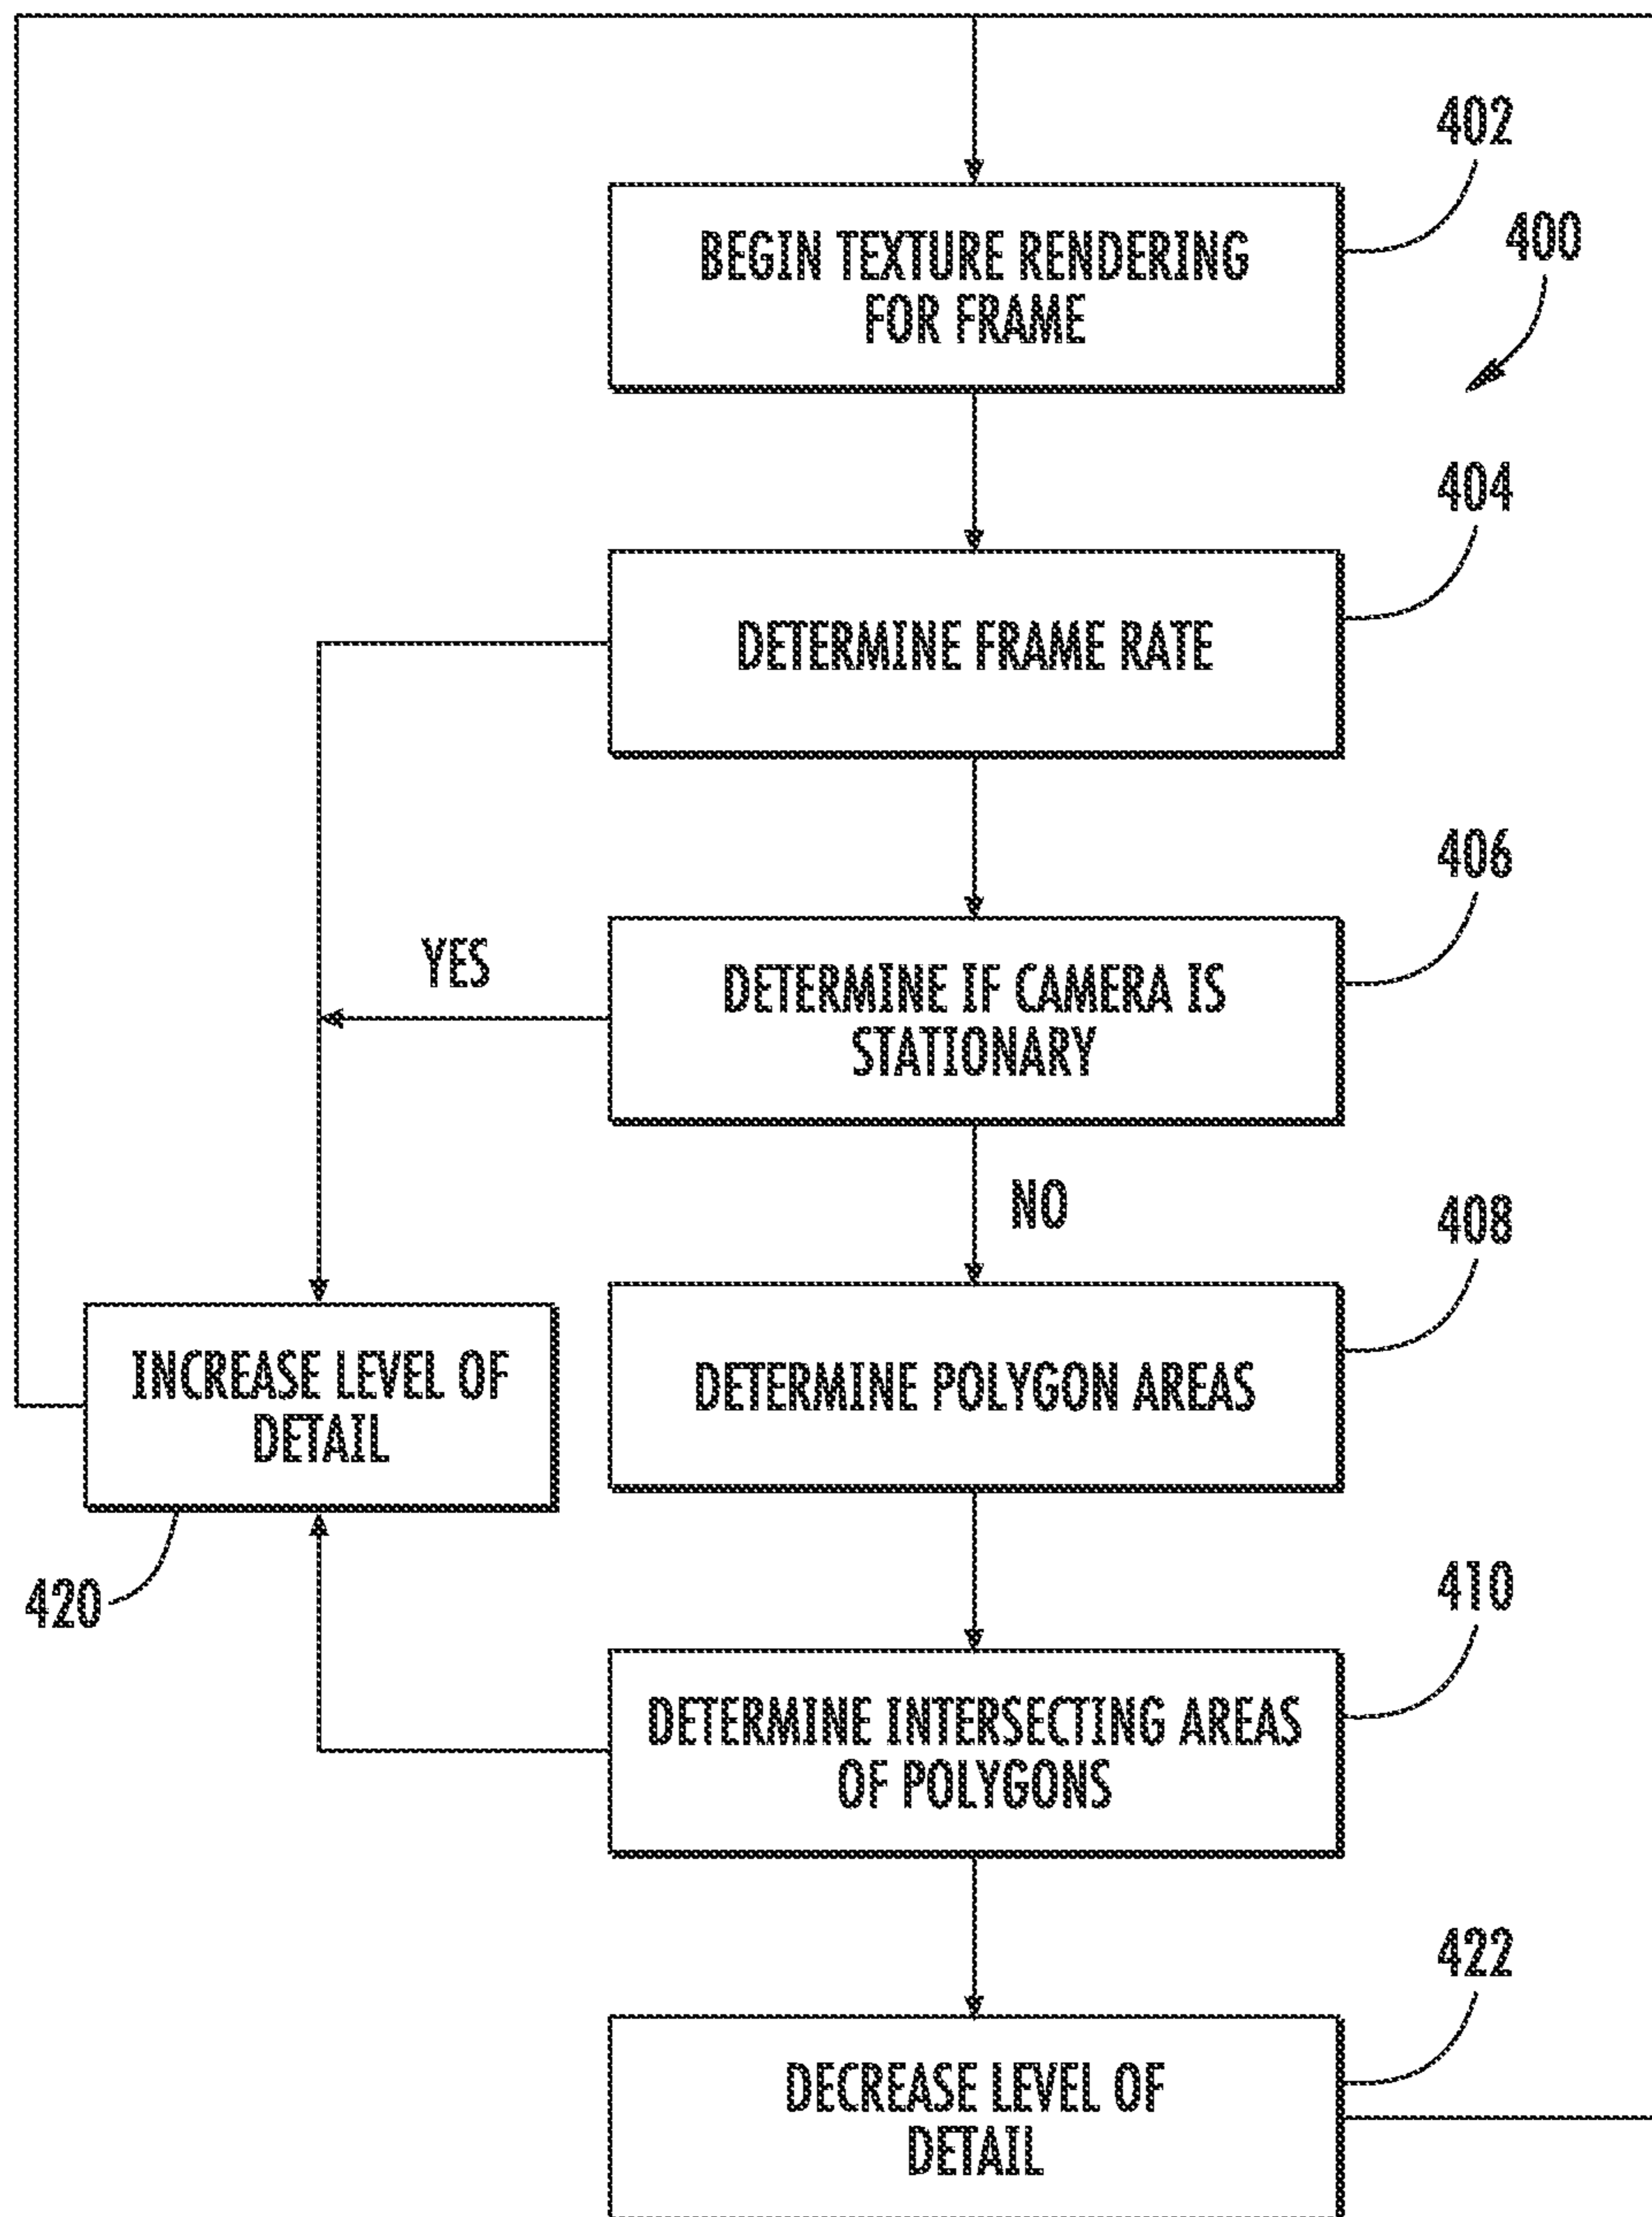 402
BEGIN TEXTURE RENDERING
FOR FRAME
400
404
DETERMINE FRAME RATE
406
YES
DETERMINE IF CAMERA IS
STATIONARY
NO
408
INCREASE LEVEL OF
DETAIL
DETERMINE POLYGON AREAS
420
410
DETERMINE INTERSECTING AREAS
OF POLYGONS
422
DECREASE LEVEL OF
DETAIL